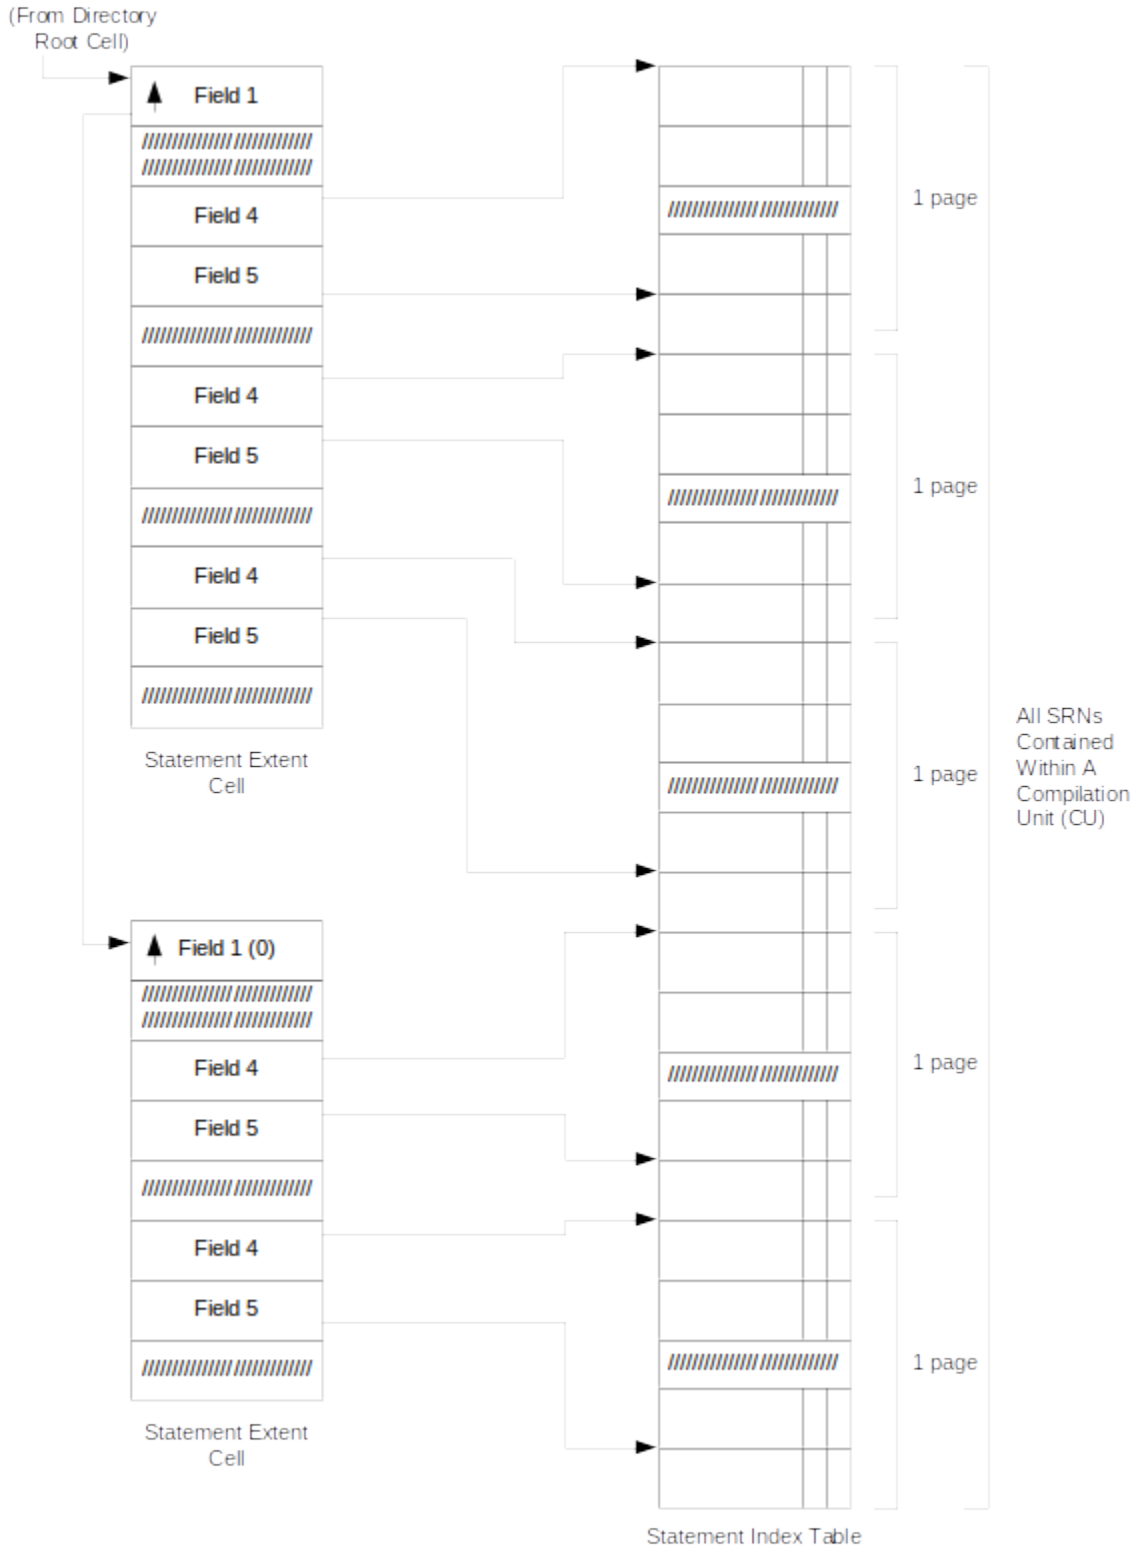 (From Directory
Root Cell)
Field 1
Field 4
Field 5
Field 4
Field 5
Field 4
Field 5
Statement Extent
Cell
Field 1 (0)
Field 4
Field 5
Field 4
Field 5
Statement Extent
Cell
1 page
1 page
1 page
1 page
1 page
Statement Index Table
All SRNs
Contained
Within A
Compilation
Unit (CU)